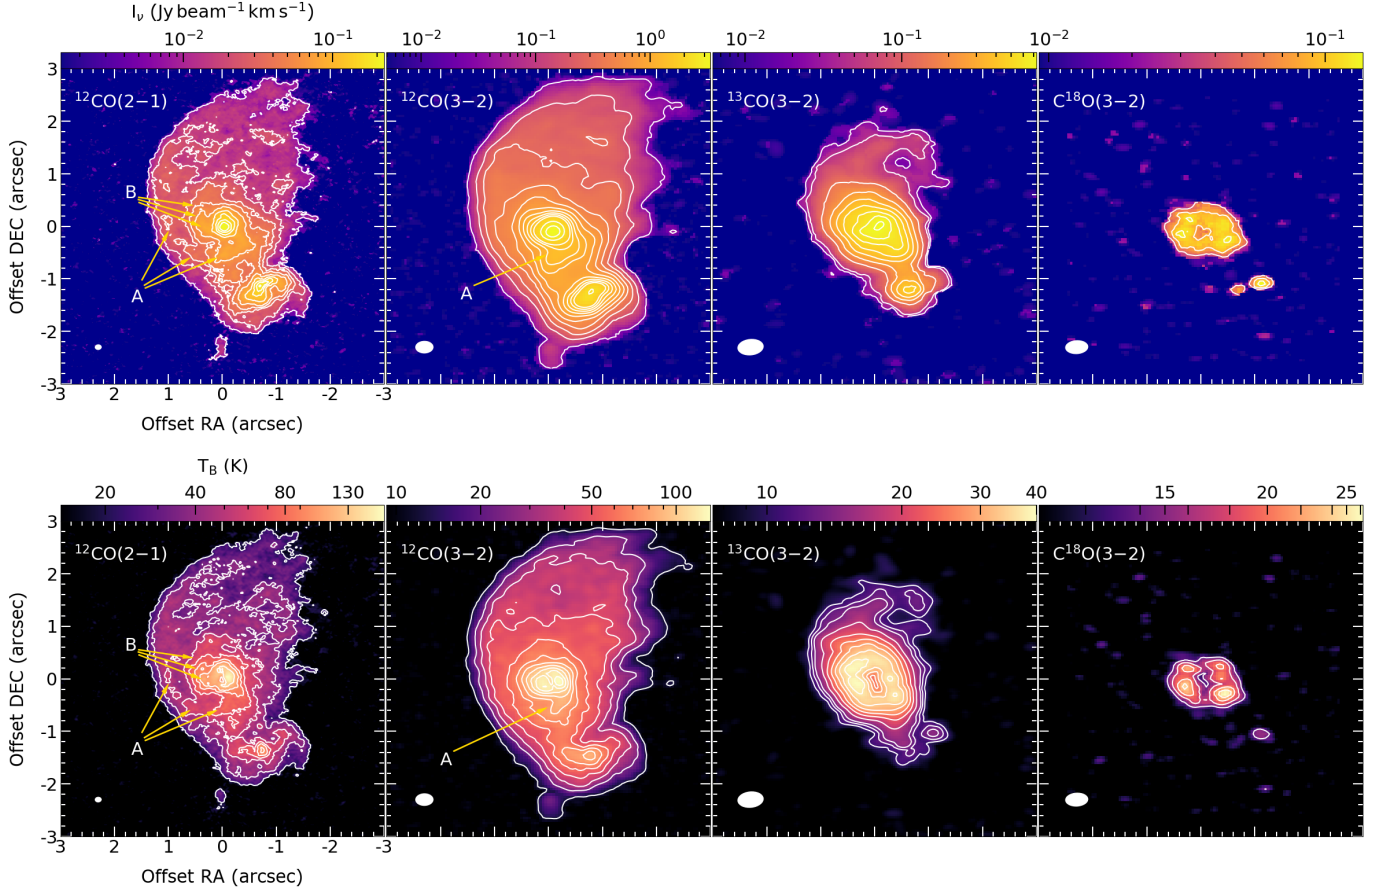 I_ν (Jy beam⁻¹ km s⁻¹)
10⁻² 10⁻¹ 10⁻² 10⁻¹ 10⁰ 10⁻² 10⁻¹ 10⁻² 10⁻¹
¹²CO(2−1) ¹²CO(3−2) ¹³CO(3−2) C¹⁸O(3−2)
3
2
1
0
-1
-2
-3
Offset DEC (arcsec)
B
A
A
3 2 1 0 -1 -2 -3
Offset RA (arcsec)
T_B (K)
20 40 80 130 10 20 50 100 10 20 30 40 15 20 25
¹²CO(2−1) ¹²CO(3−2) ¹³CO(3−2) C¹⁸O(3−2)
3
2
1
0
-1
-2
-3
Offset DEC (arcsec)
B
A
A
3 2 1 0 -1 -2 -3
Offset RA (arcsec)